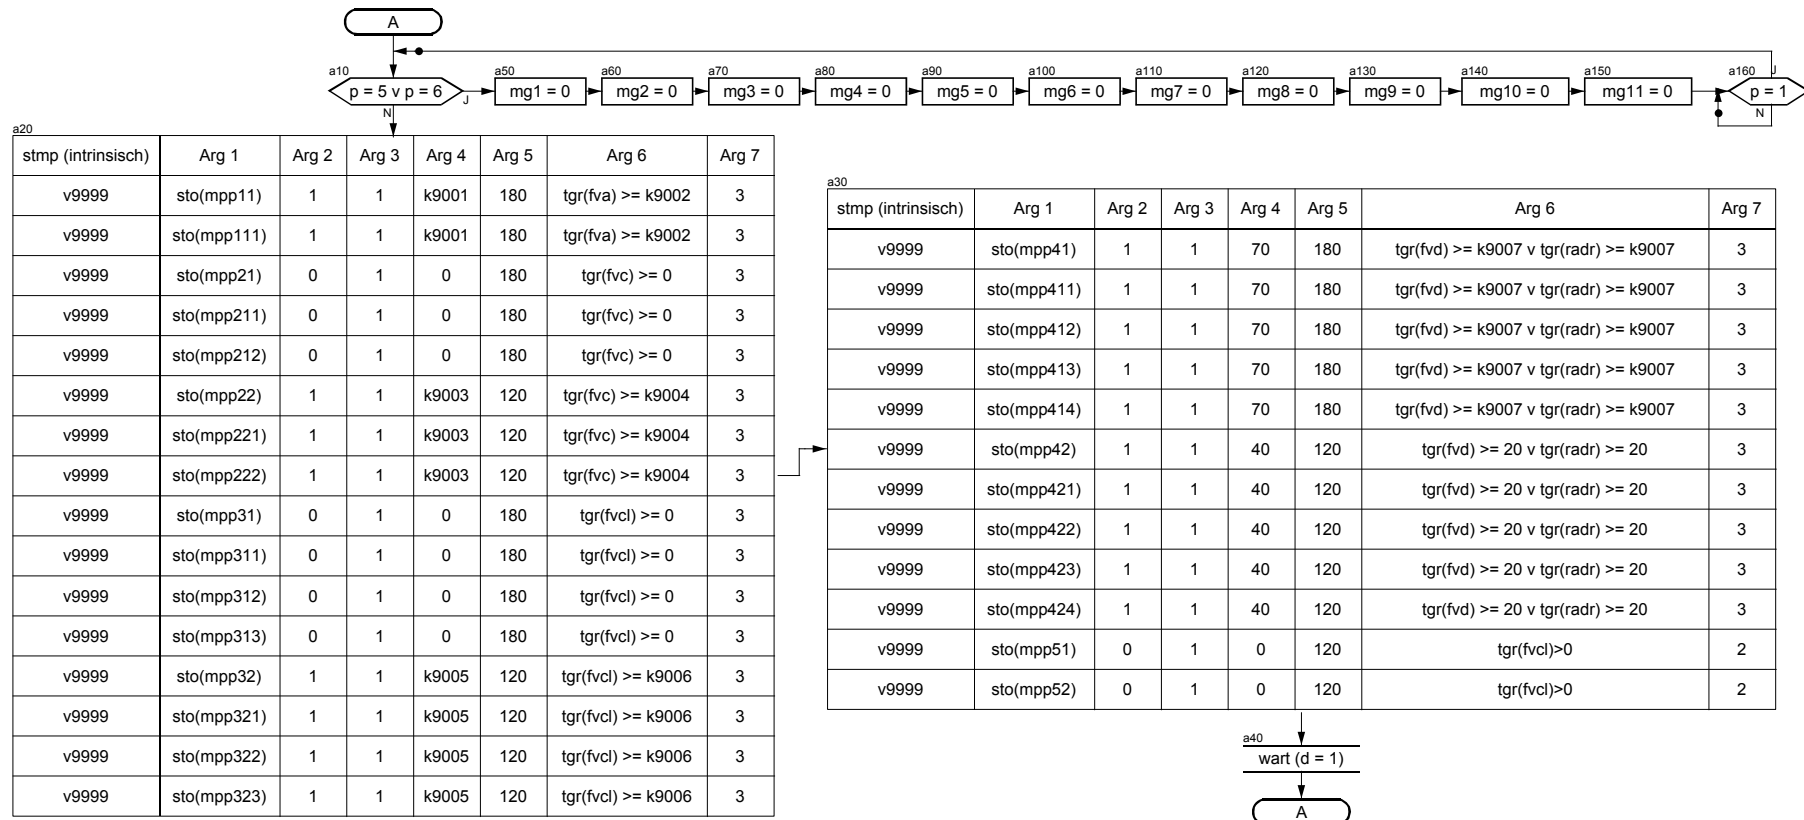 A
a10
p = 5 v p = 6
J
N
a50
mg1 = 0
a60
mg2 = 0
a70
mg3 = 0
a80
mg4 = 0
a90
mg5 = 0
a100
mg6 = 0
a110
mg7 = 0
a120
mg8 = 0
a130
mg9 = 0
a140
mg10 = 0
a150
mg11 = 0
a160
J
p = 1
N
a20
stmp (intrinsisch) Arg 1 Arg 2 Arg 3 Arg 4 Arg 5 Arg 6 Arg 7
v9999 sto(mpp11) 1 1 k9001 180 tgr(fva) >= k9002 3
v9999 sto(mpp111) 1 1 k9001 180 tgr(fva) >= k9002 3
v9999 sto(mpp21) 0 1 0 180 tgr(fvc) >= 0 3
v9999 sto(mpp211) 0 1 0 180 tgr(fvc) >= 0 3
v9999 sto(mpp212) 0 1 0 180 tgr(fvc) >= 0 3
v9999 sto(mpp22) 1 1 k9003 120 tgr(fvc) >= k9004 3
v9999 sto(mpp221) 1 1 k9003 120 tgr(fvc) >= k9004 3
v9999 sto(mpp222) 1 1 k9003 120 tgr(fvc) >= k9004 3
v9999 sto(mpp31) 0 1 0 180 tgr(fvcl) >= 0 3
v9999 sto(mpp311) 0 1 0 180 tgr(fvcl) >= 0 3
v9999 sto(mpp312) 0 1 0 180 tgr(fvcl) >= 0 3
v9999 sto(mpp313) 0 1 0 180 tgr(fvcl) >= 0 3
v9999 sto(mpp32) 1 1 k9005 120 tgr(fvcl) >= k9006 3
v9999 sto(mpp321) 1 1 k9005 120 tgr(fvcl) >= k9006 3
v9999 sto(mpp322) 1 1 k9005 120 tgr(fvcl) >= k9006 3
v9999 sto(mpp323) 1 1 k9005 120 tgr(fvcl) >= k9006 3
a30
stmp (intrinsisch) Arg 1 Arg 2 Arg 3 Arg 4 Arg 5 Arg 6 Arg 7
v9999 sto(mpp41) 1 1 70 180 tgr(fvd) >= k9007 v tgr(radr) >= k9007 3
v9999 sto(mpp411) 1 1 70 180 tgr(fvd) >= k9007 v tgr(radr) >= k9007 3
v9999 sto(mpp412) 1 1 70 180 tgr(fvd) >= k9007 v tgr(radr) >= k9007 3
v9999 sto(mpp413) 1 1 70 180 tgr(fvd) >= k9007 v tgr(radr) >= k9007 3
v9999 sto(mpp414) 1 1 70 180 tgr(fvd) >= k9007 v tgr(radr) >= k9007 3
v9999 sto(mpp42) 1 1 40 120 tgr(fvd) >= 20 v tgr(radr) >= 20 3
v9999 sto(mpp421) 1 1 40 120 tgr(fvd) >= 20 v tgr(radr) >= 20 3
v9999 sto(mpp422) 1 1 40 120 tgr(fvd) >= 20 v tgr(radr) >= 20 3
v9999 sto(mpp423) 1 1 40 120 tgr(fvd) >= 20 v tgr(radr) >= 20 3
v9999 sto(mpp424) 1 1 40 120 tgr(fvd) >= 20 v tgr(radr) >= 20 3
v9999 sto(mpp51) 0 1 0 120 tgr(fvcl)>0 2
v9999 sto(mpp52) 0 1 0 120 tgr(fvcl)>0 2
a40
wart (d = 1)
A